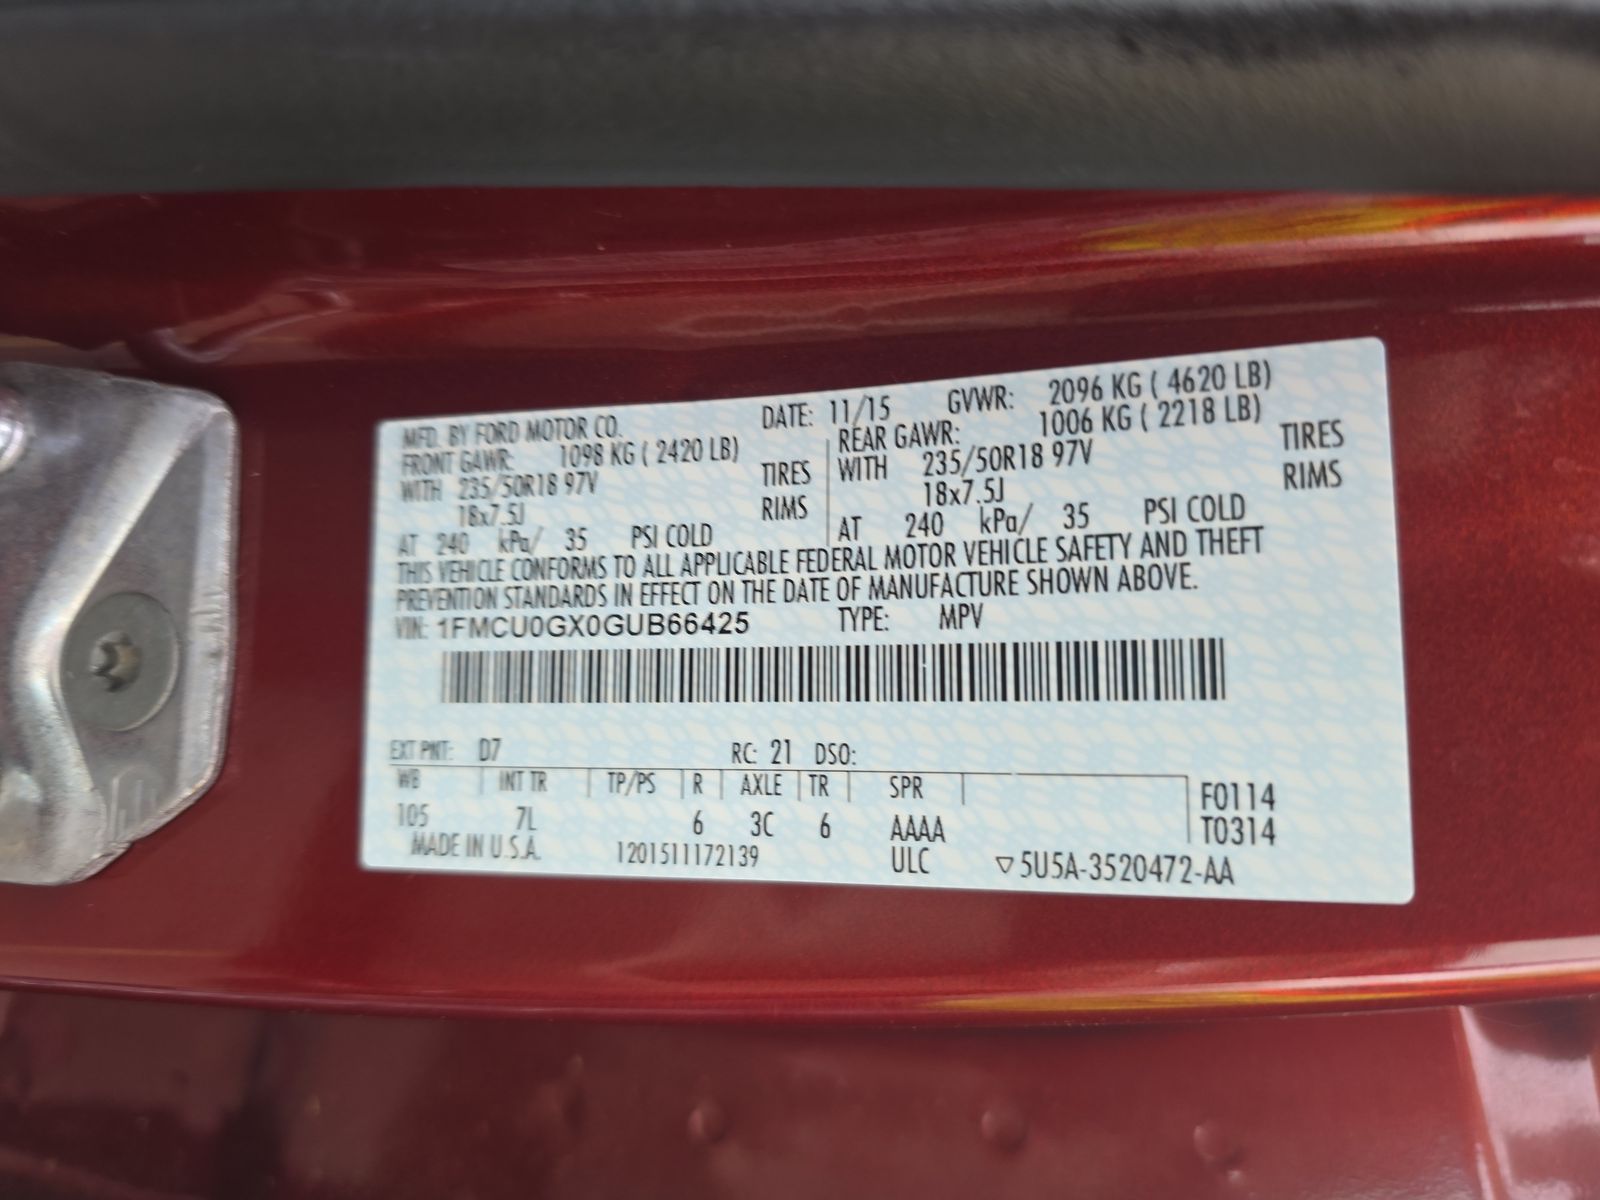 MFD. BY FORD MOTOR CO. DATE: 11/15 GVWR: 2096 KG ( 4620 LB)
FRONT GAWR: 1098 KG ( 2420 LB) REAR GAWR: 1006 KG ( 2218 LB)
WITH 235/50R18 97V TIRES WITH 235/50R18 97V TIRES
18x7.5J RIMS 18x7.5J RIMS
AT 240 kPa/ 35 PSI COLD AT 240 kPa/ 35 PSI COLD
THIS VEHICLE CONFORMS TO ALL APPLICABLE FEDERAL MOTOR VEHICLE SAFETY AND THEFT
PREVENTION STANDARDS IN EFFECT ON THE DATE OF MANUFACTURE SHOWN ABOVE.
VIN: 1FMCU0GX0GUB66425 TYPE: MPV
EXT PNT: D7 RC: 21 DSO:
WB INT TR TP/PS R AXLE TR SPR F0114
105 7L 6 3C 6 AAAA T0314
MADE IN U.S.A. 1201511172139 ULC ▽5U5A-3520472-AA